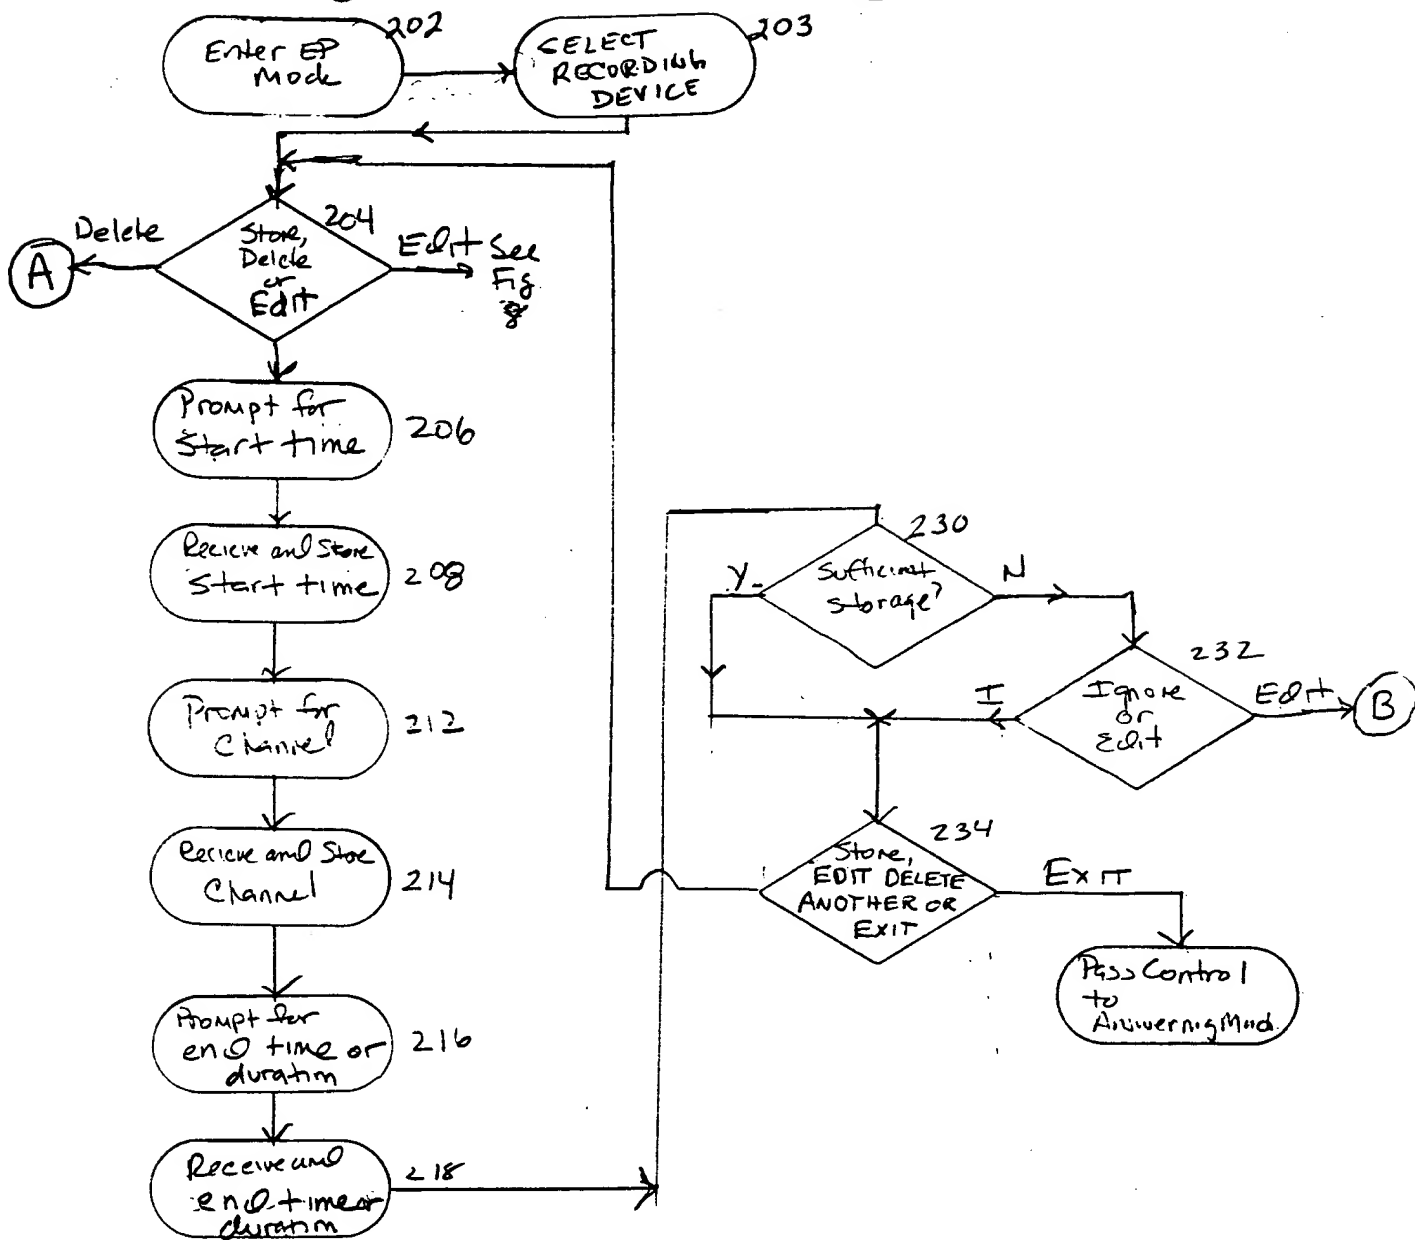 202
Enter EP
Mode
203
SELECT
RECORDING
DEVICE
204
Store,
Delete
or
Edit
Delete
A
Edit See
Fig
8
Prompt for
Start time
206
Recieve and Store
Start time
208
Prompt for
Channel
212
Recieve and Store
Channel
214
Prompt for
end time or
duration
216
Receive and
end time or
duration
218
230
Sufficient
storage?
Y
N
232
Ignore
or
Edit
I
Edit
B
234
Store,
EDIT DELETE
ANOTHER OR
EXIT
EXIT
Pass Control
to
Answering Mod.